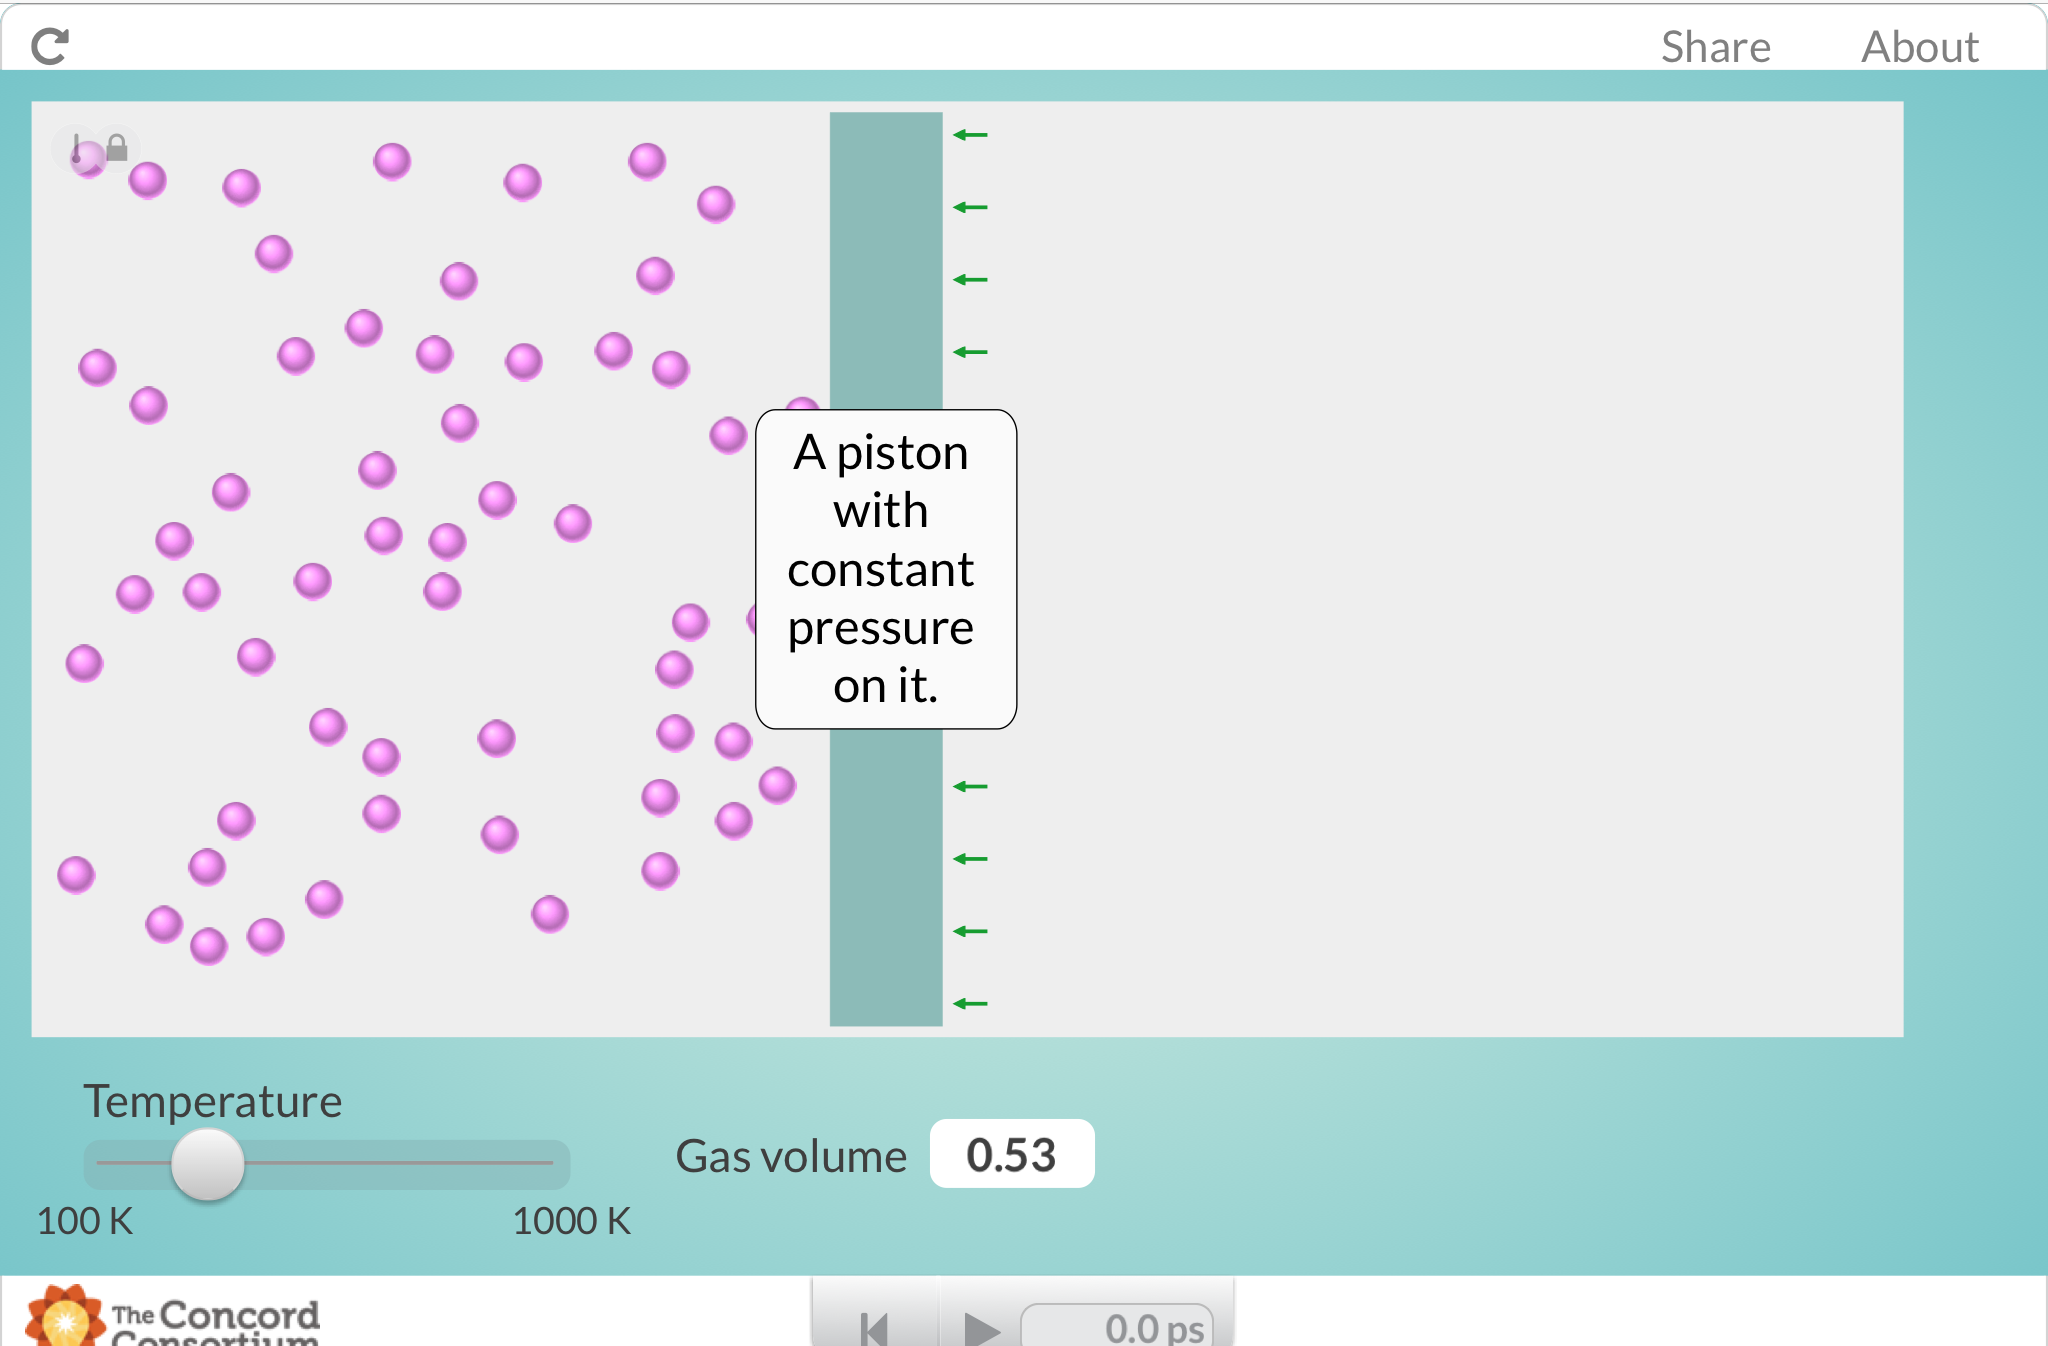 Share About
A piston
with
constant
pressure
on it.
Temperature
Gas volume 0.53
100 K 1000 K
The Concord
Consortium
0.0 ps